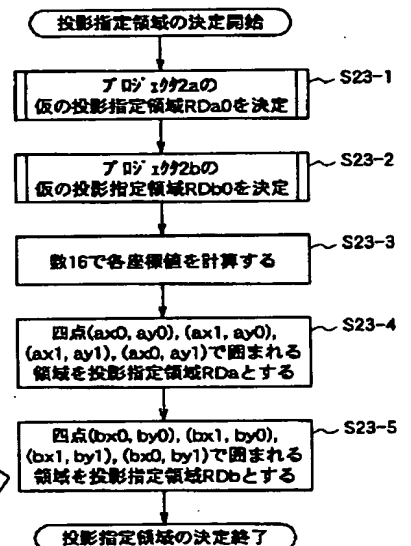 投影指定領域の決定開始
プロジェクタ2aの
仮の投影指定領域RDa0を決定
S23-1
プロジェクタ2bの
仮の投影指定領域RDb0を決定
S23-2
数16で各座標値を計算する
S23-3
四点(ax0, ay0), (ax1, ay0),
(ax1, ay1), (ax0, ay1)で囲まれる
領域を投影指定領域RDaとする
S23-4
四点(bx0, by0), (bx1, by0),
(bx1, by1), (bx0, by1)で囲まれる
領域を投影指定領域RDbとする
S23-5
投影指定領域の決定終了